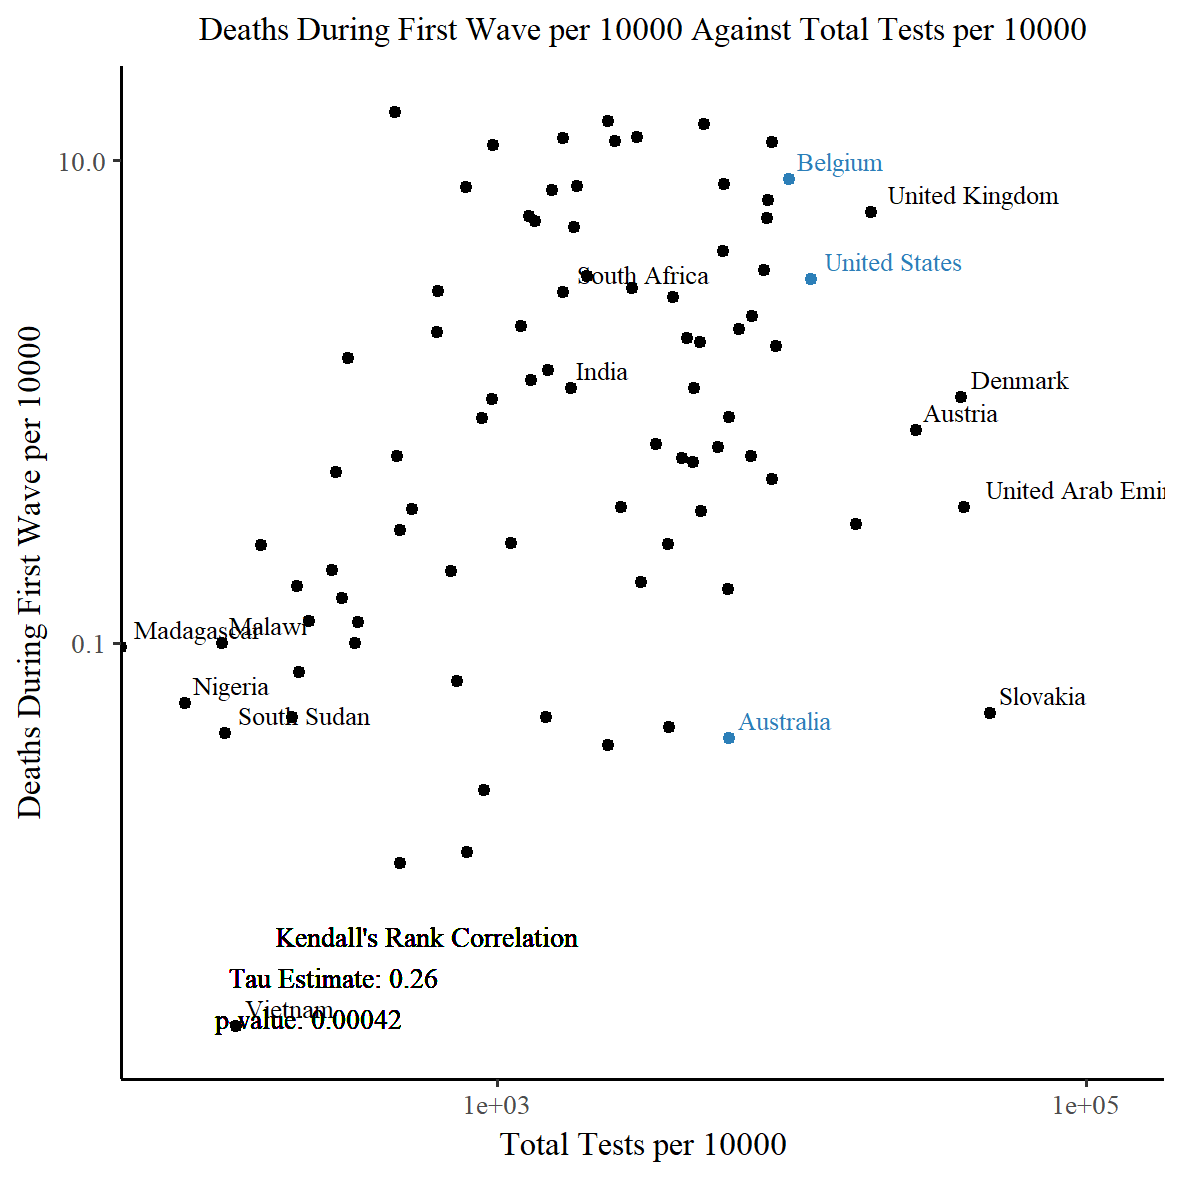 Deaths During First Wave per 10000 Against Total Tests per 10000
Deaths During First Wave per 10000
10.0
0.1
Belgium
United Kingdom
United States
South Africa
India
Denmark
Austria
United Arab Emir
Madagascar
Malawi
Nigeria
South Sudan
Slovakia
Australia
Kendall's Rank Correlation
Tau Estimate: 0.26
Vietnam
p-value: 0.00042
1e+03
1e+05
Total Tests per 10000